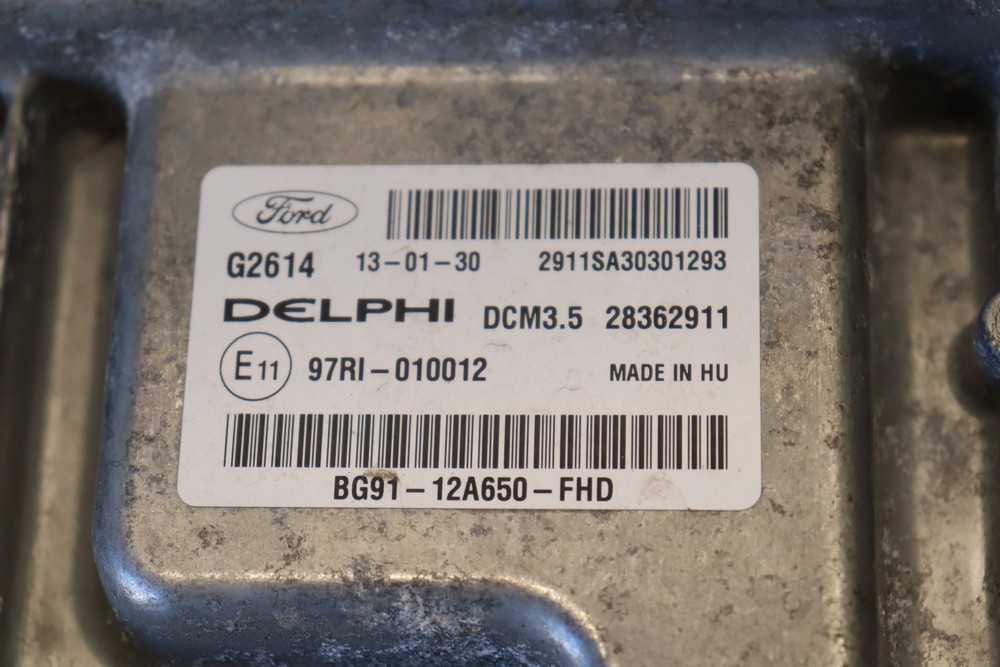 Ford
G2614 13-01-30 2911SA30301293
DELPHI DCM3.5 28362911
E11 97RI-010012 MADE IN HU
BG91-12A650-FHD